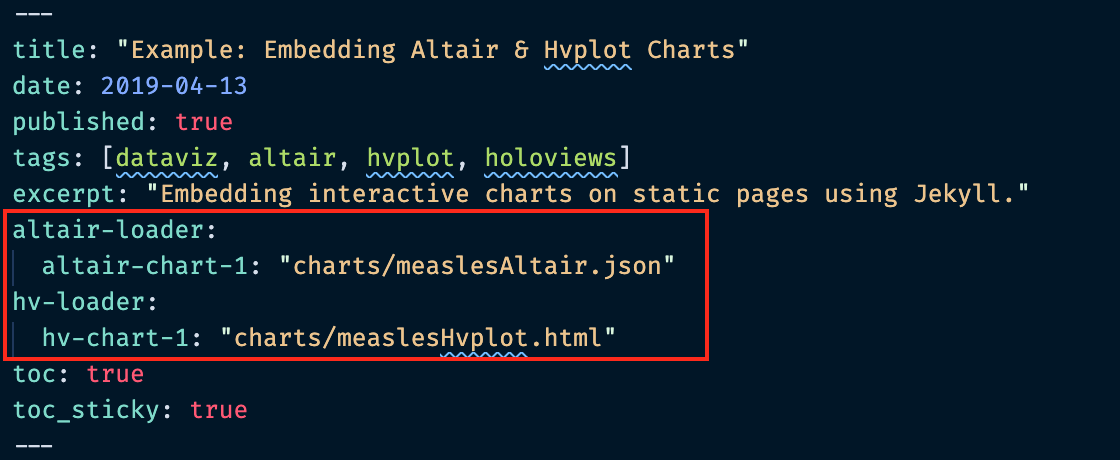 ---
title: "Example: Embedding Altair & Hvplot Charts"
date: 2019-04-13
published: true
tags: [dataviz, altair, hvplot, holoviews]
excerpt: "Embedding interactive charts on static pages using Jekyll."
altair-loader:
  altair-chart-1: "charts/measlesAltair.json"
hv-loader:
  hv-chart-1: "charts/measlesHvplot.html"
toc: true
toc_sticky: true
---